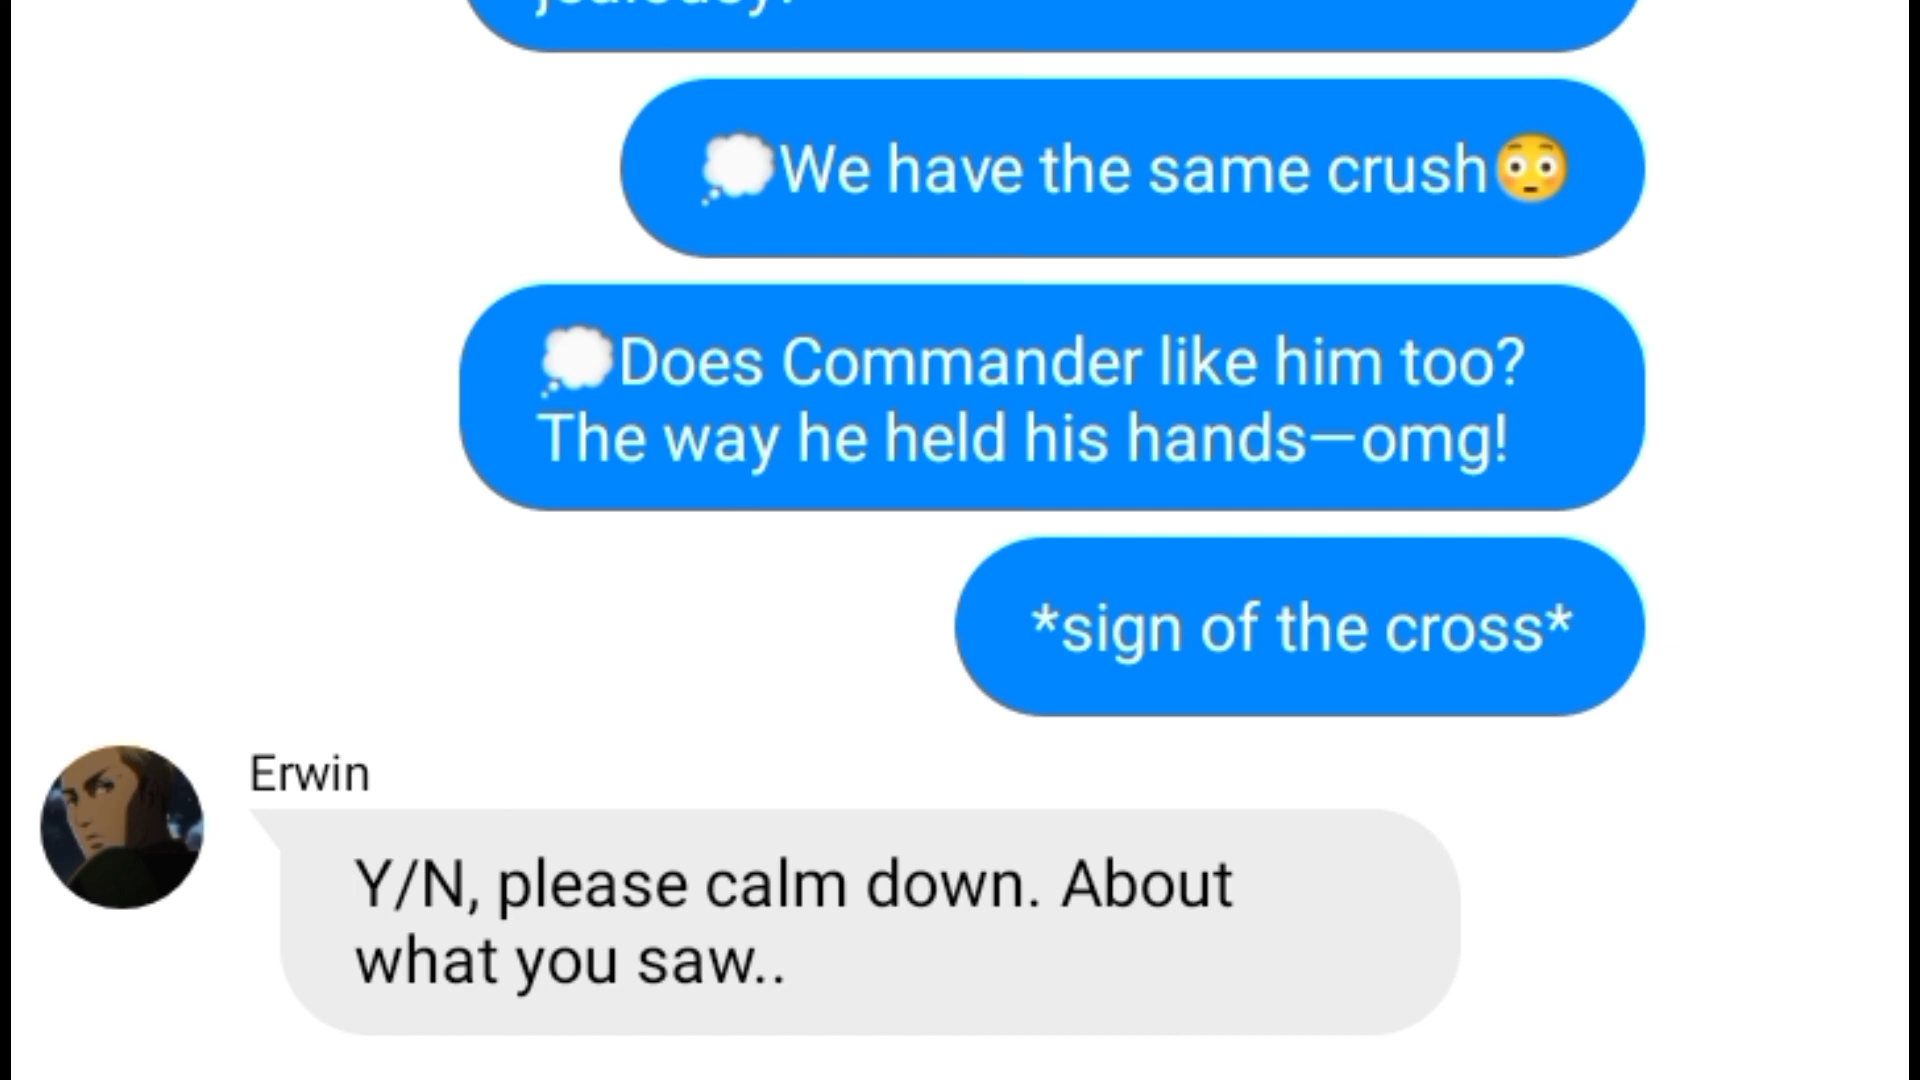 💭We have the same crush😳
💭Does Commander like him too?
The way he held his hands—omg!
*sign of the cross*
Erwin
Y/N, please calm down. About
what you saw..